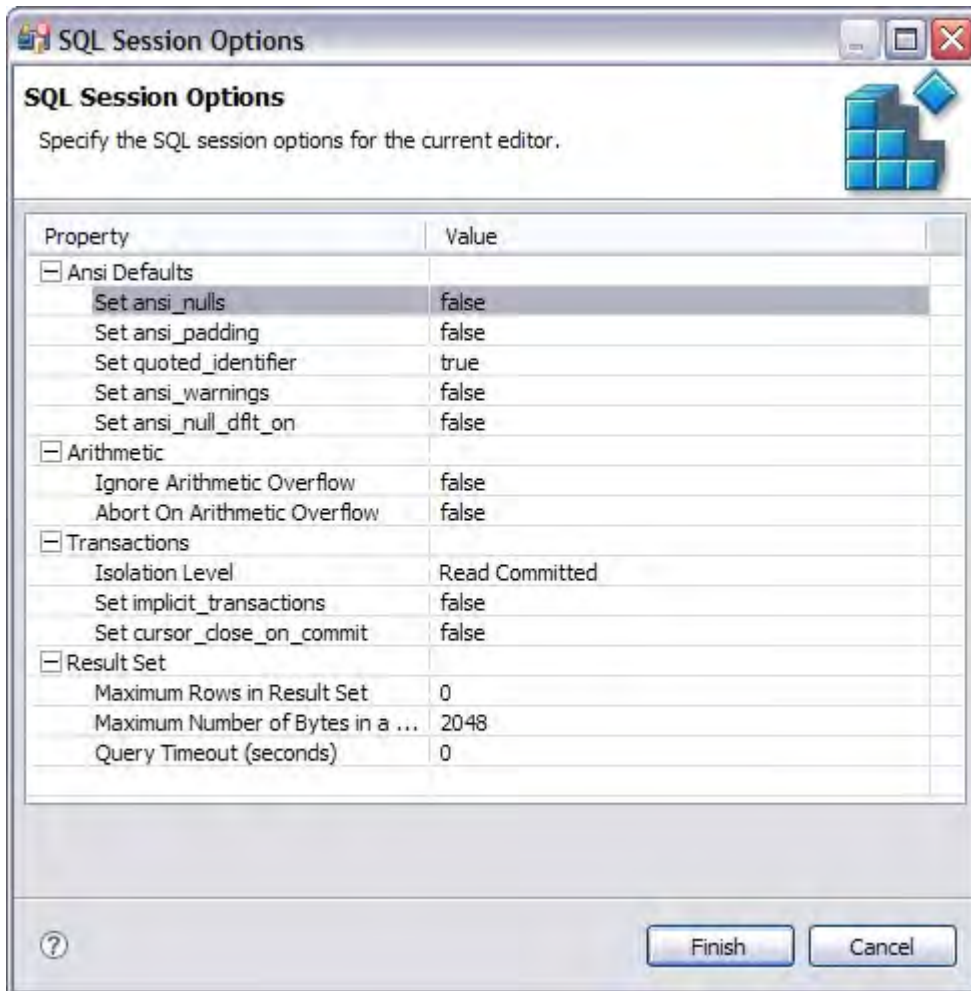 SQL Session Options
SQL Session Options
Specify the SQL session options for the current editor.
Property Value
Ansi Defaults
Set ansi_nulls false
Set ansi_padding false
Set quoted_identifier true
Set ansi_warnings false
Set ansi_null_dflt_on false
Arithmetic
Ignore Arithmetic Overflow false
Abort On Arithmetic Overflow false
Transactions
Isolation Level Read Committed
Set implicit_transactions false
Set cursor_close_on_commit false
Result Set
Maximum Rows in Result Set 0
Maximum Number of Bytes in a ... 2048
Query Timeout (seconds) 0
? Finish Cancel